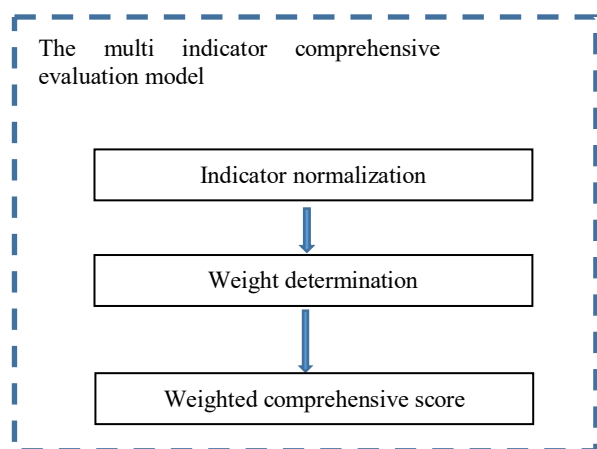 The multi indicator comprehensive
evaluation model
Indicator normalization
Weight determination
Weighted comprehensive score